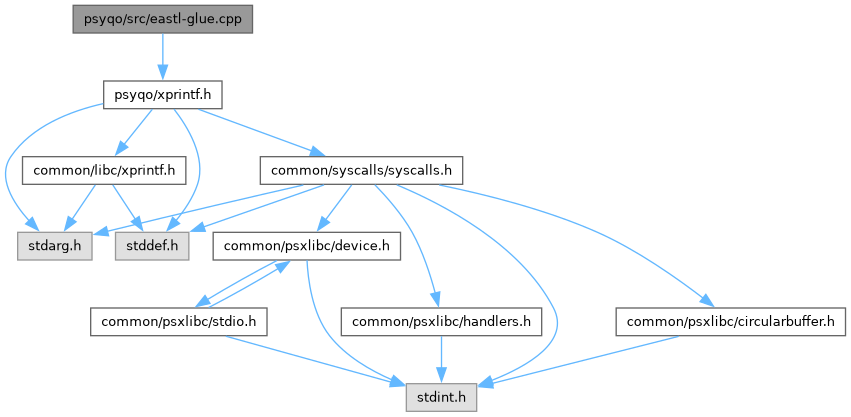 psyqo/src/eastl-glue.cpp
psyqo/xprintf.h
common/libc/xprintf.h
common/syscalls/syscalls.h
stdarg.h
stddef.h
common/psxlibc/device.h
common/psxlibc/stdio.h
common/psxlibc/handlers.h
common/psxlibc/circularbuffer.h
stdint.h